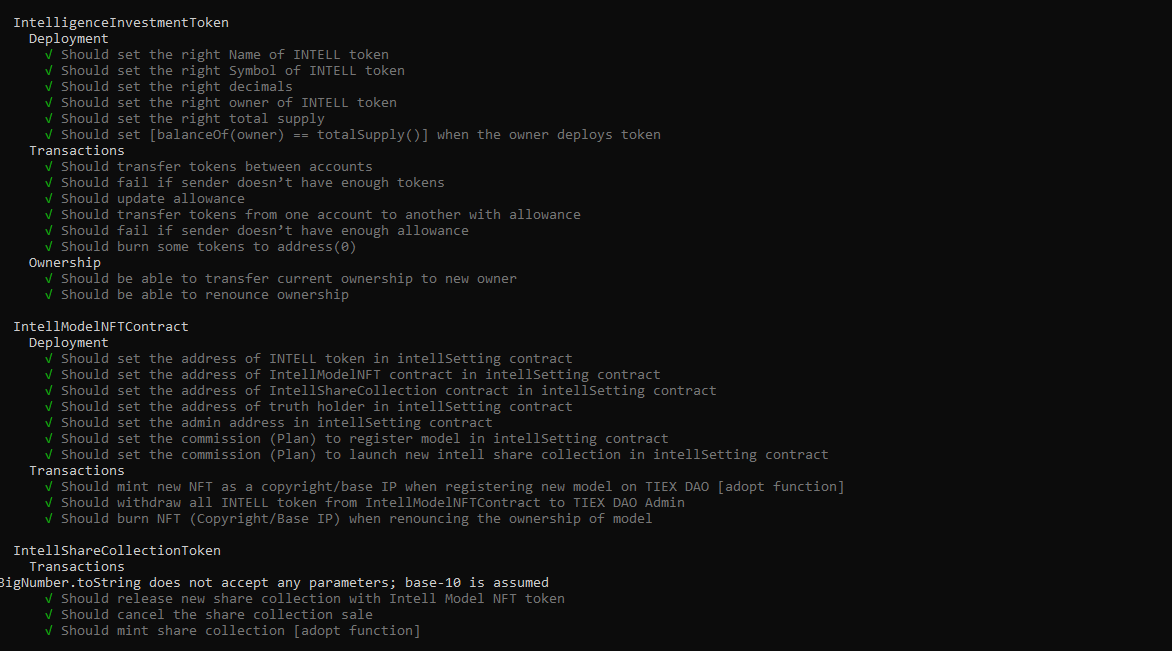 IntelligenceInvestmentToken
Deployment
√ Should set the right Name of INTELL token
√ Should set the right Symbol of INTELL token
√ Should set the right decimals
√ Should set the right owner of INTELL token
√ Should set the right total supply
√ Should set [balanceOf(owner) == totalSupply()] when the owner deploys token
Transactions
√ Should transfer tokens between accounts
√ Should fail if sender doesn’t have enough tokens
√ Should update allowance
√ Should transfer tokens from one account to another with allowance
√ Should fail if sender doesn’t have enough allowance
√ Should burn some tokens to address(0)
Ownership
√ Should be able to transfer current ownership to new owner
√ Should be able to renounce ownership
IntellModelNFTContract
Deployment
√ Should set the address of INTELL token in intellSetting contract
√ Should set the address of IntellModelNFT contract in intellSetting contract
√ Should set the address of IntellShareCollection contract in intellSetting contract
√ Should set the address of truth holder in intellSetting contract
√ Should set the admin address in intellSetting contract
√ Should set the commission (Plan) to register model in intellSetting contract
√ Should set the commission (Plan) to launch new intell share collection in intellSetting contract
Transactions
√ Should mint new NFT as a copyright/base IP when registering new model on TIEX DAO [adopt function]
√ Should withdraw all INTELL token from IntellModelNFTContract to TIEX DAO Admin
√ Should burn NFT (Copyright/Base IP) when renouncing the ownership of model
IntellShareCollectionToken
Transactions
BigNumber.toString does not accept any parameters; base-10 is assumed
√ Should release new share collection with Intell Model NFT token
√ Should cancel the share collection sale
√ Should mint share collection [adopt function]